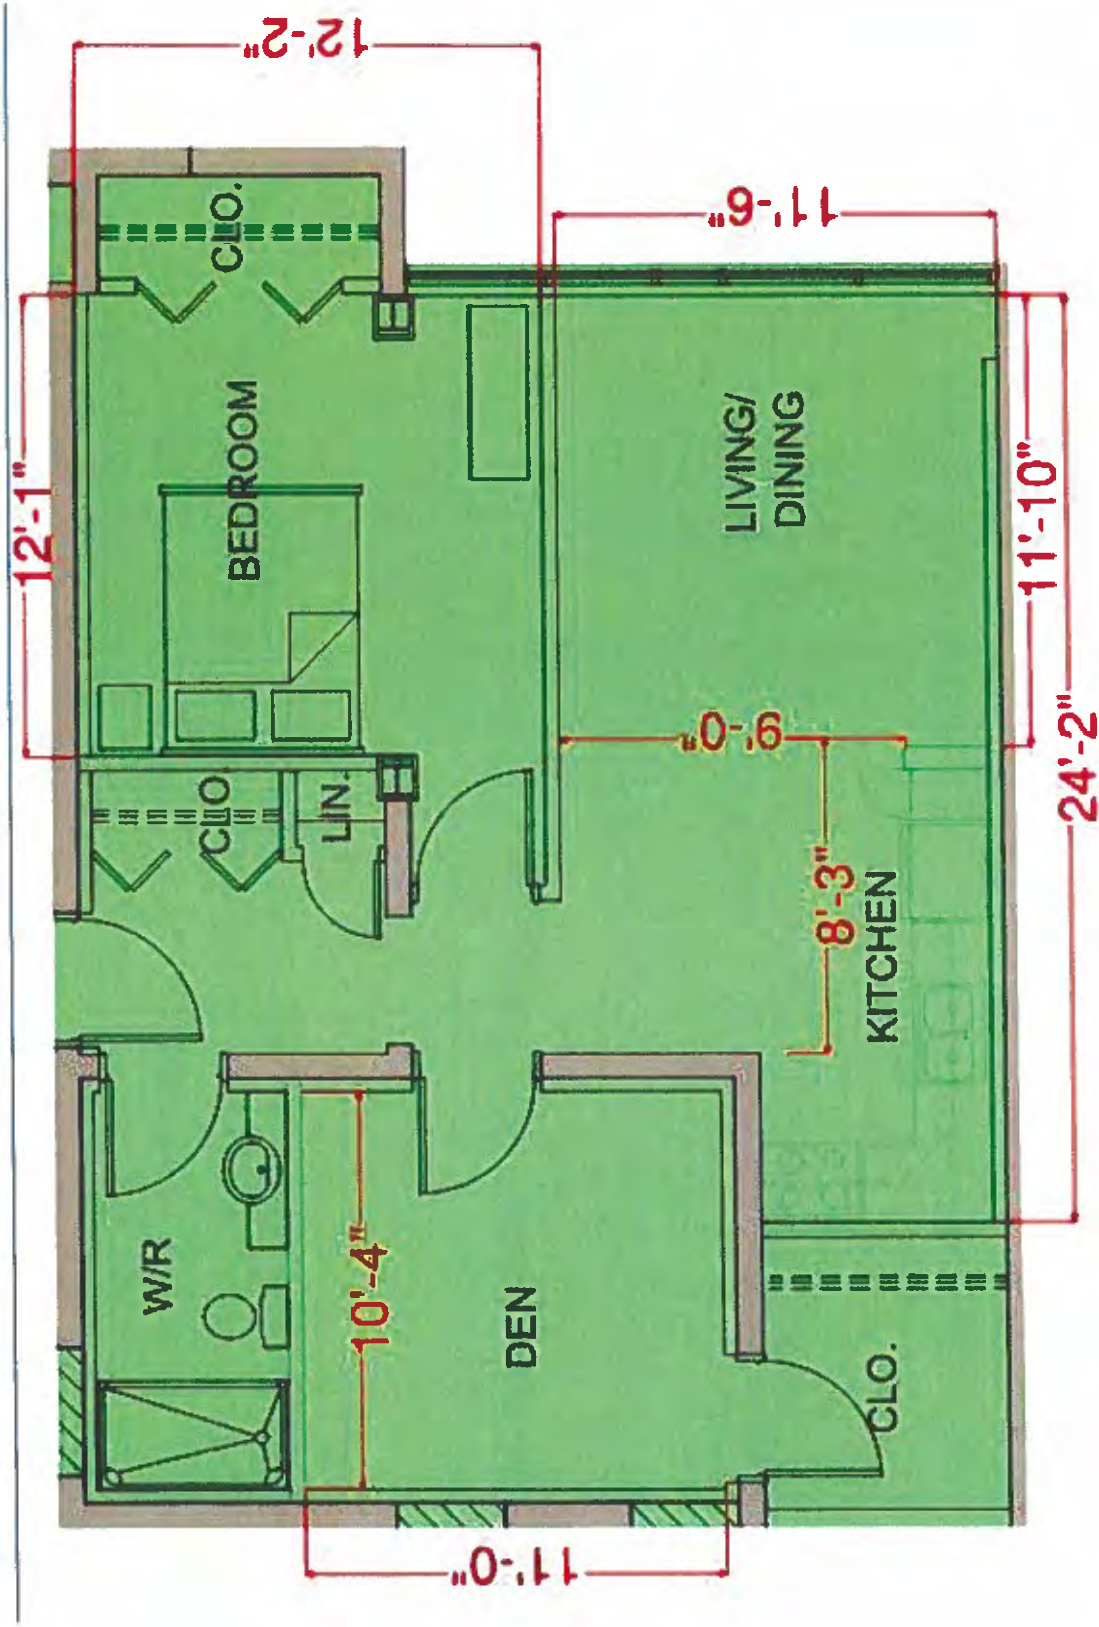 12'-2"
CLO.
11'-6"
12'-1"
BEDROOM
LIVING/
DINING
11'-10"
24'-2"
9'-0"
CLO
LIN.
8'-3"
KITCHEN
W/R
10'-4"
DEN
CLO.
11'-0"